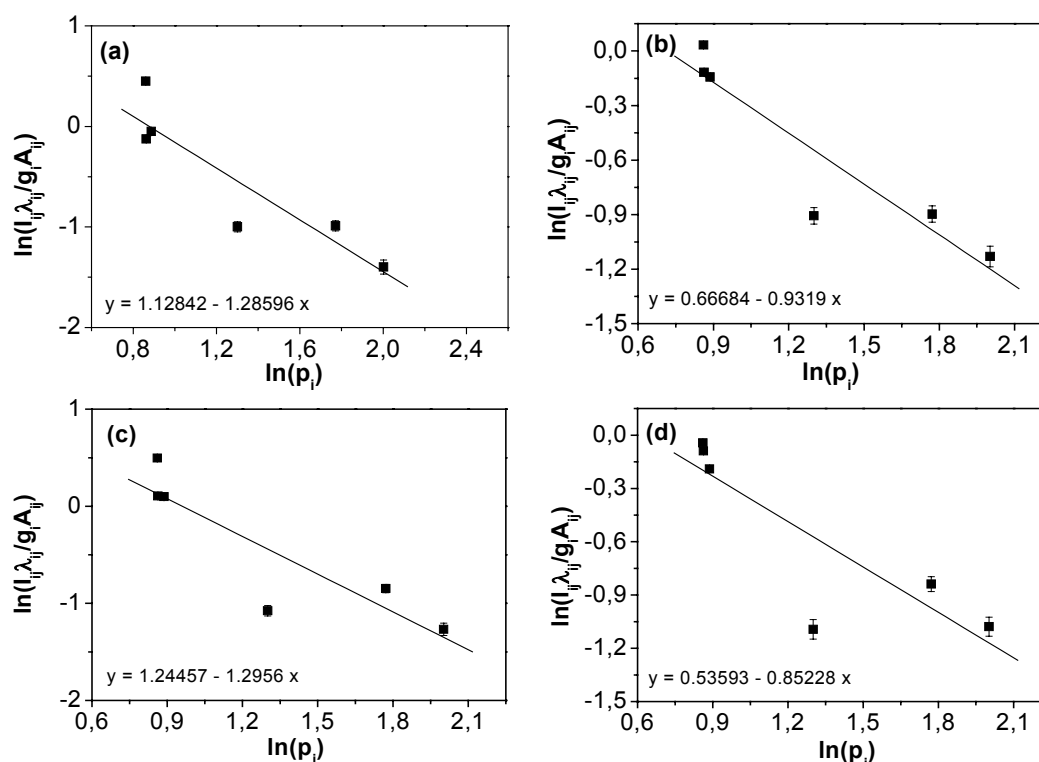 (a)
ln(I_ij λ_ij/g_i A_ij)
1
0
-1
-2
y = 1.12842 - 1.28596 x
0,8 1,2 1,6 2,0 2,4
ln(p_i)
(b)
ln(I_ij λ_ij/g_i A_ij)
0,0
-0,3
-0,6
-0,9
-1,2
-1,5
y = 0.66684 - 0.9319 x
0,6 0,9 1,2 1,5 1,8 2,1
ln(p_i)
(c)
ln(I_ij λ_ij/g_i A_ij)
1
0
-1
-2
y = 1.24457 - 1.2956 x
0,6 0,9 1,2 1,5 1,8 2,1
ln(p_i)
(d)
ln(I_ij λ_ij/g_i A_ij)
0,0
-0,3
-0,6
-0,9
-1,2
-1,5
y = 0.53593 - 0.85228 x
0,6 0,9 1,2 1,5 1,8 2,1
ln(p_i)